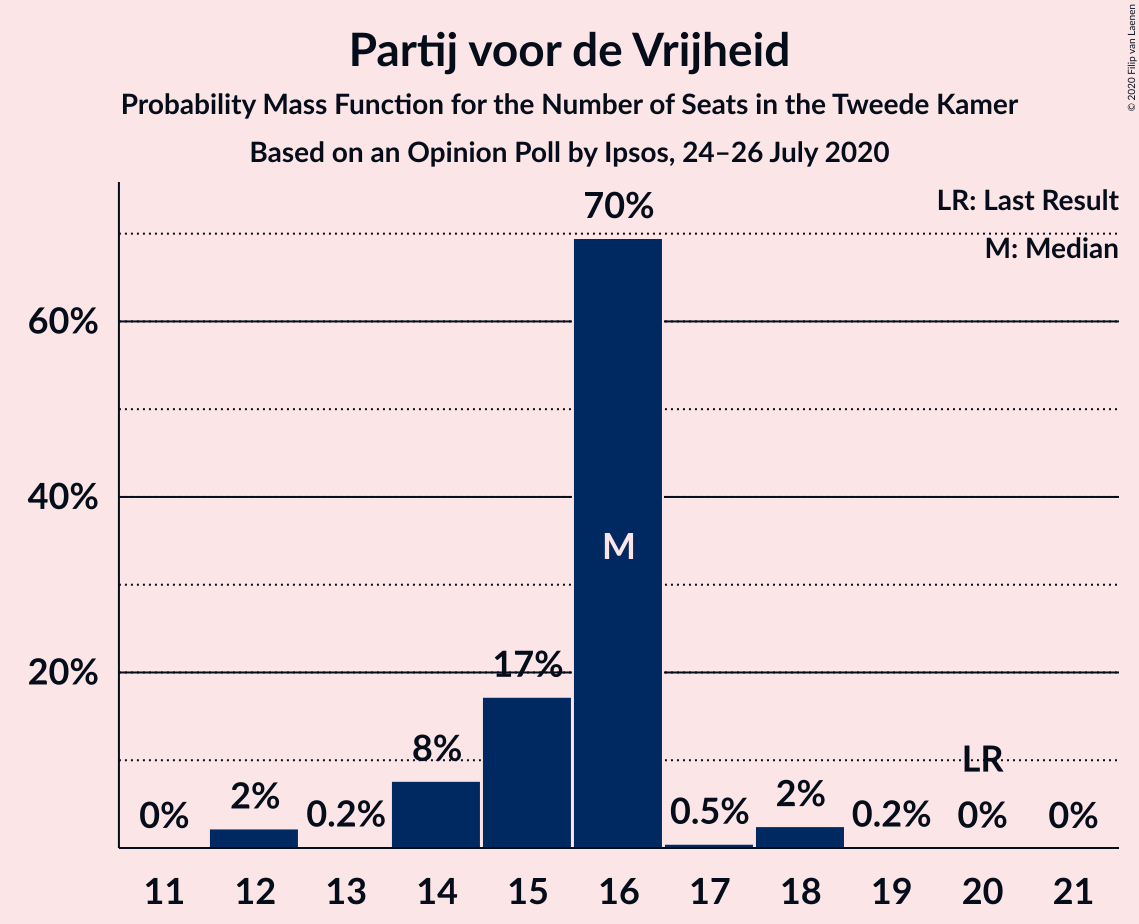 Partij voor de Vrijheid
Probability Mass Function for the Number of Seats in the Tweede Kamer
Based on an Opinion Poll by Ipsos, 24–26 July 2020
© 2020 Filip van Laenen
LR: Last Result
M: Median
60%
40%
20%
0%
2%
0.2%
8%
17%
70%
M
0.5%
2%
0.2%
LR
0%
0%
11 12 13 14 15 16 17 18 19 20 21